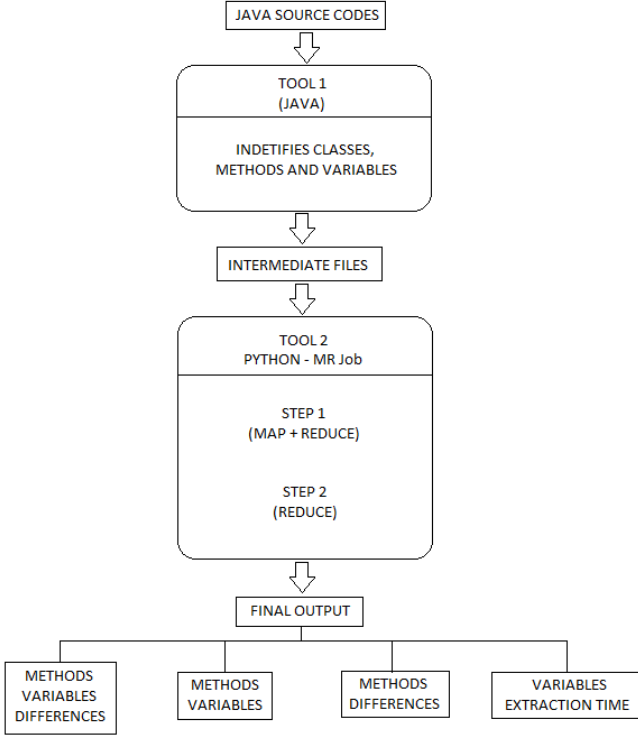 JAVA SOURCE CODES
TOOL 1
(JAVA)
INDETIFIES CLASSES,
METHODS AND VARIABLES
INTERMEDIATE FILES
TOOL 2
PYTHON - MR Job
STEP 1
(MAP + REDUCE)
STEP 2
(REDUCE)
FINAL OUTPUT
METHODS
VARIABLES
DIFFERENCES
METHODS
VARIABLES
METHODS
DIFFERENCES
VARIABLES
EXTRACTION TIME